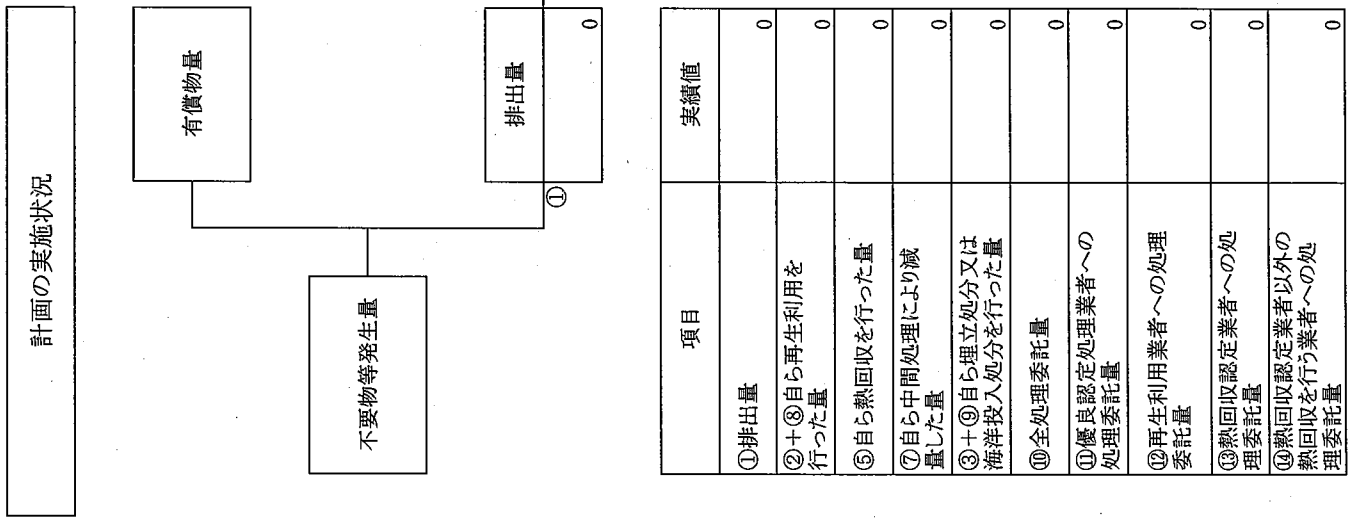 計画の実施状況
有償物量
不要物等発生量
①
排出量
0
項目
実績値
①排出量
0
②+⑧自ら再生利用を
行った量
0
⑤自ら熱回収を行った量
0
⑦自ら中間処理により減
量した量
0
③+⑨自ら埋立処分又は
海洋投入処分を行った量
0
⑩全処理委託量
0
⑪優良認定処理業者への
処理委託量
0
⑫再生利用業者への処理
委託量
0
⑬熱回収認定業者への処
理委託量
0
⑭熱回収認定業者以外の
熱回収を行う業者への処
理委託量
0